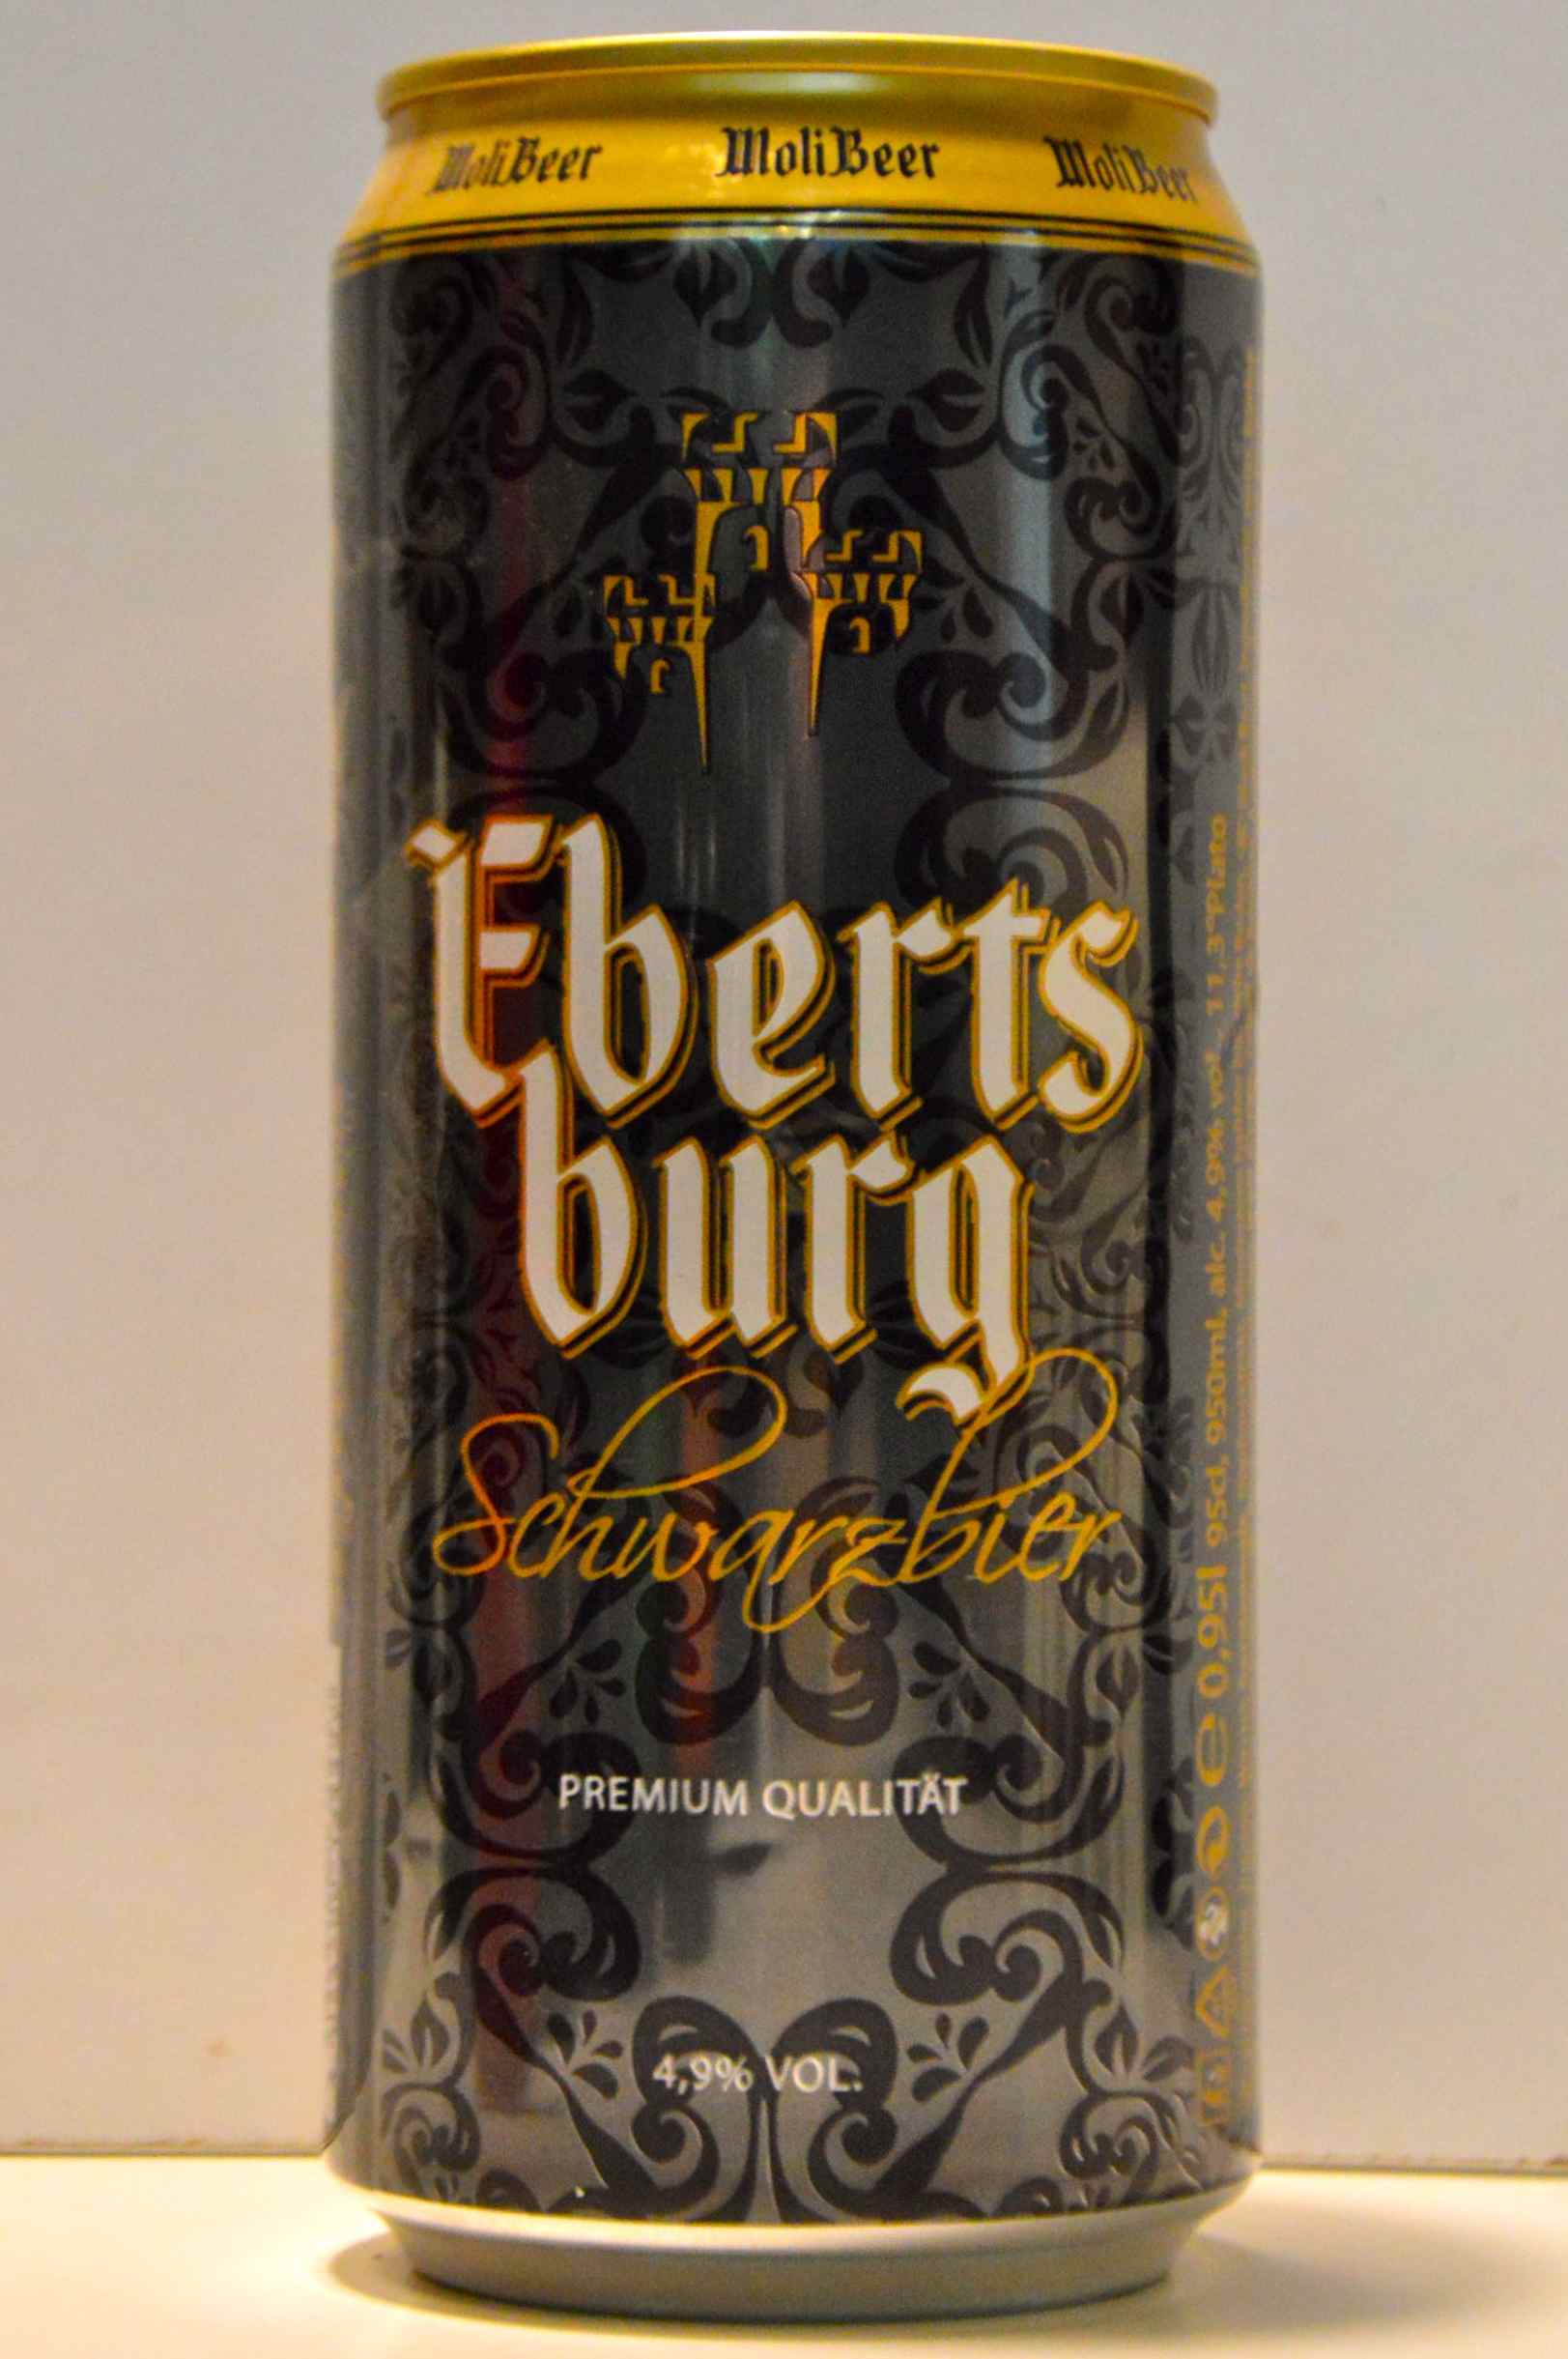 MoliBeer MoliBeer MoliBeer
Eberts
burg
Schwarzbier
PREMIUM QUALITÄT
4,9% VOL.
e 0,95l 95cl, 950ml, alc. 4,9% vol. 11,3°Plato